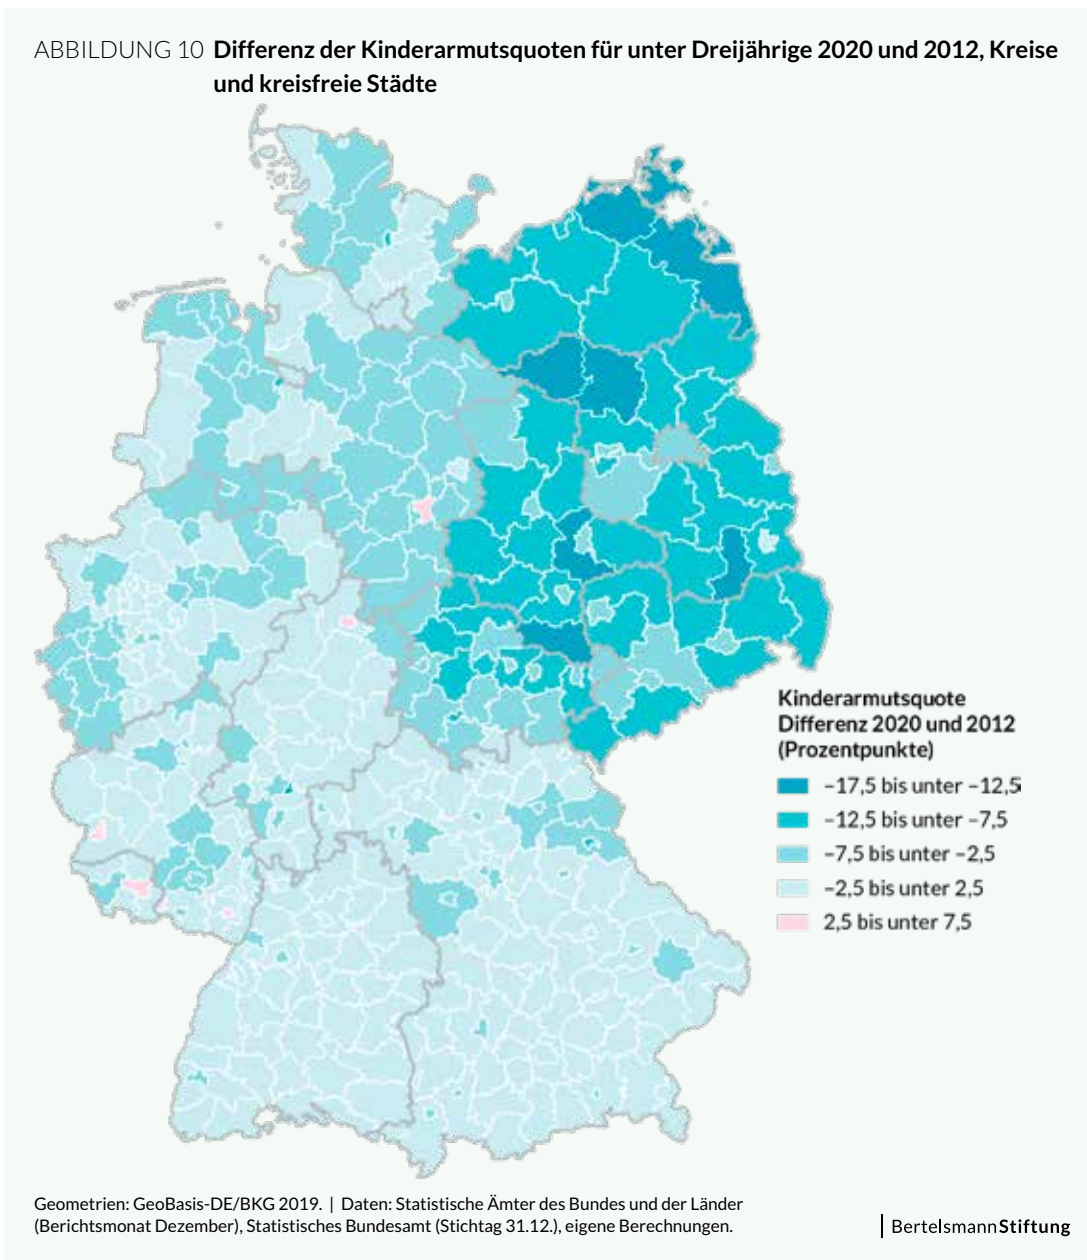 ABBILDUNG 10 Differenz der Kinderarmutsquoten für unter Dreijährige 2020 und 2012, Kreise
und kreisfreie Städte
Kinderarmutsquote
Differenz 2020 und 2012
(Prozentpunkte)
−17,5 bis unter −12,5
−12,5 bis unter −7,5
−7,5 bis unter −2,5
−2,5 bis unter 2,5
2,5 bis unter 7,5
Geometrien: GeoBasis-DE/BKG 2019. | Daten: Statistische Ämter des Bundes und der Länder
(Berichtsmonat Dezember), Statistisches Bundesamt (Stichtag 31.12.), eigene Berechnungen.
BertelsmannStiftung